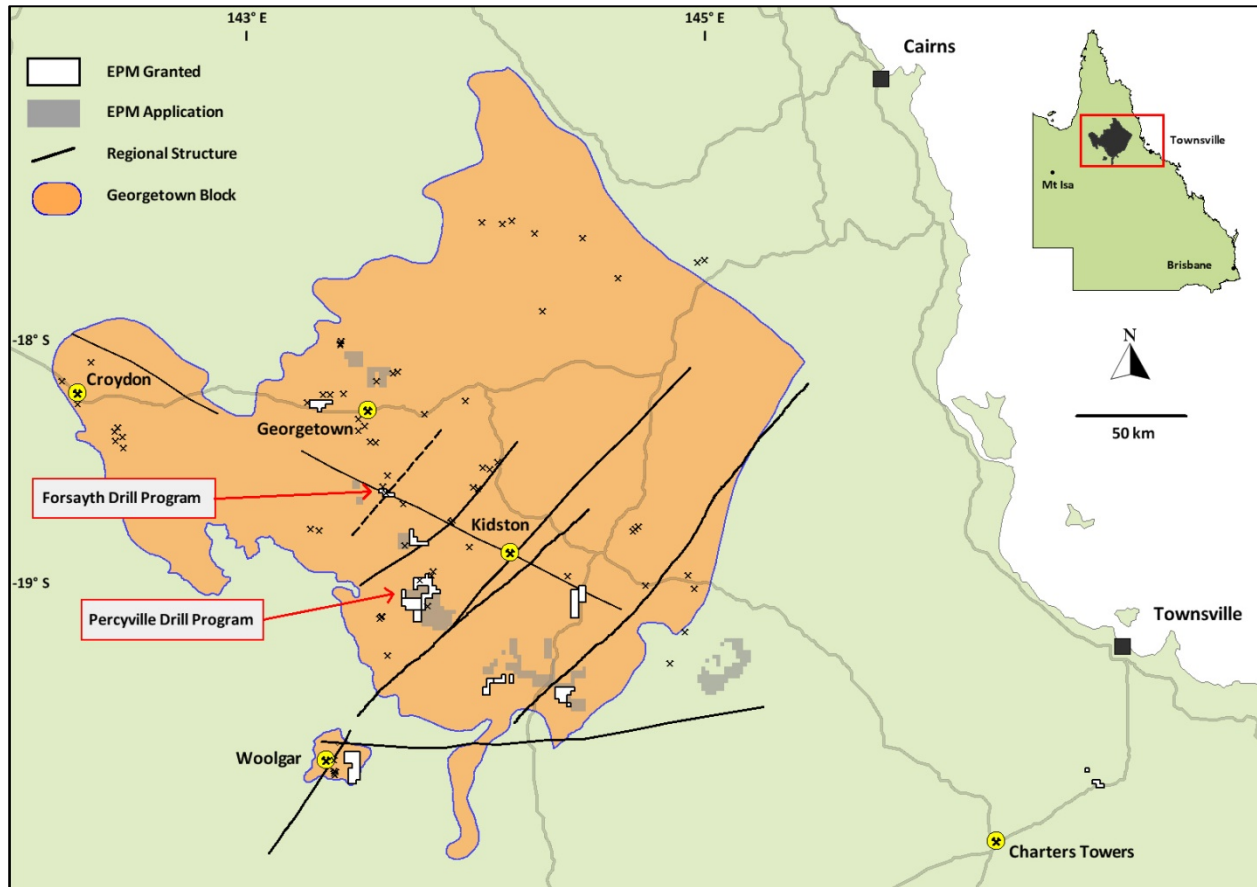 143° E
145° E
EPM Granted
EPM Application
Regional Structure
Georgetown Block
Cairns
Townsville
Mt Isa
Brisbane
N
50 km
-18° S
Croydon
Georgetown
Forsayth Drill Program
Kidston
-19° S
Percyville Drill Program
Townsville
Woolgar
Charters Towers